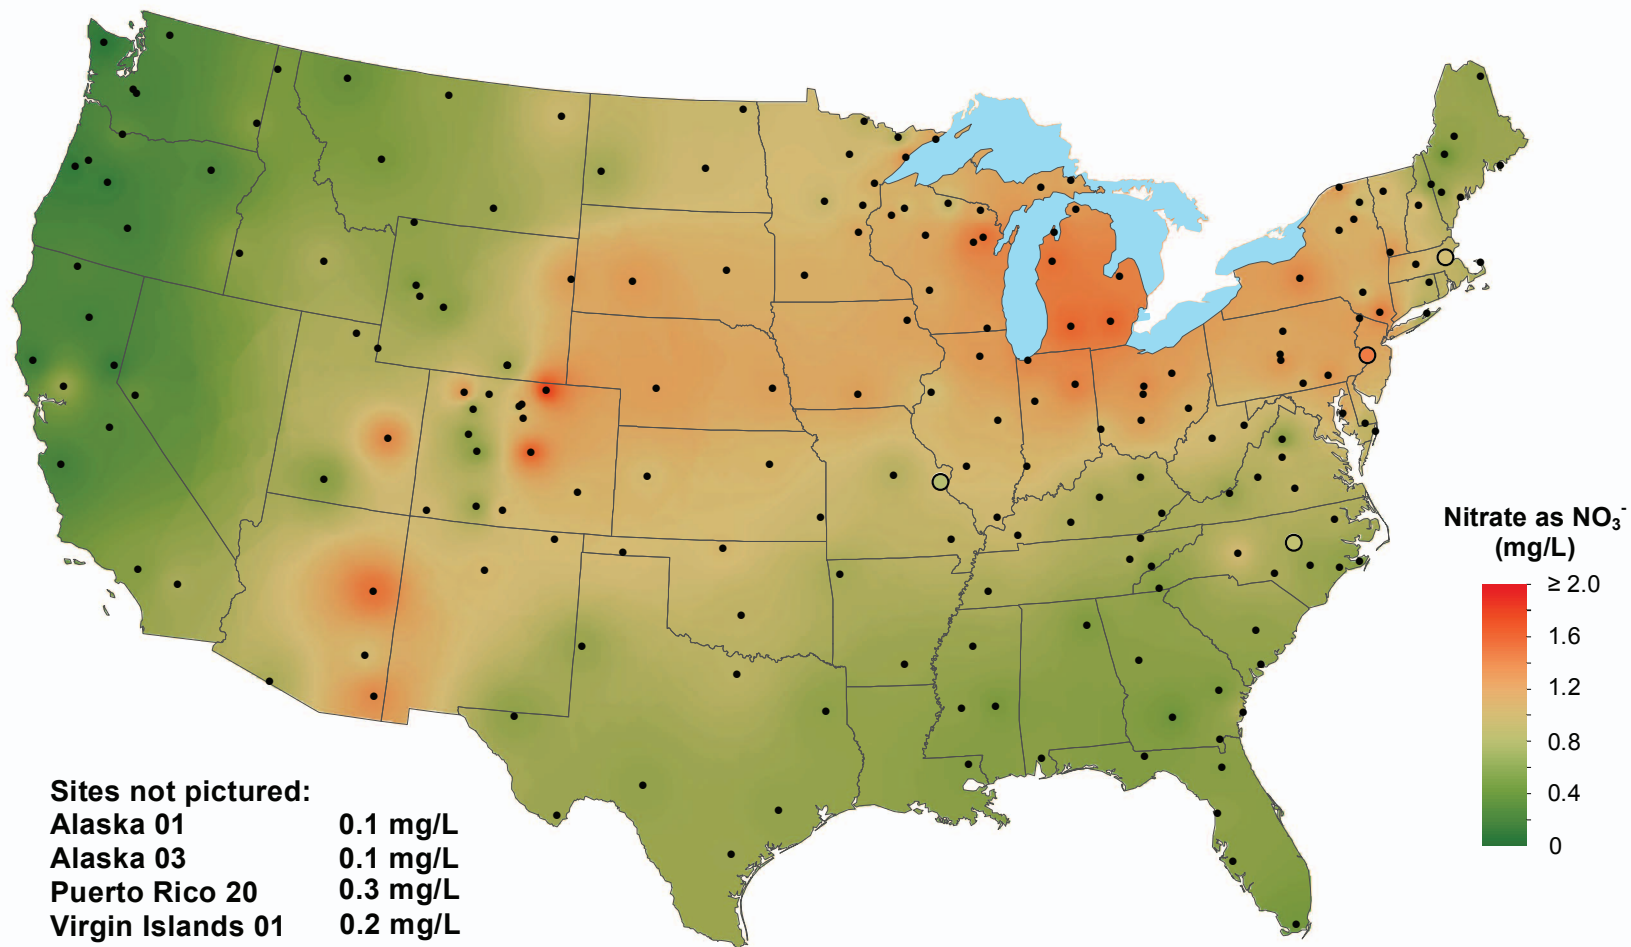 Nitrate as NO₃⁻
(mg/L)
≥ 2.0
1.6
1.2
0.8
0.4
0
Sites not pictured:
Alaska 01 0.1 mg/L
Alaska 03 0.1 mg/L
Puerto Rico 20 0.3 mg/L
Virgin Islands 01 0.2 mg/L